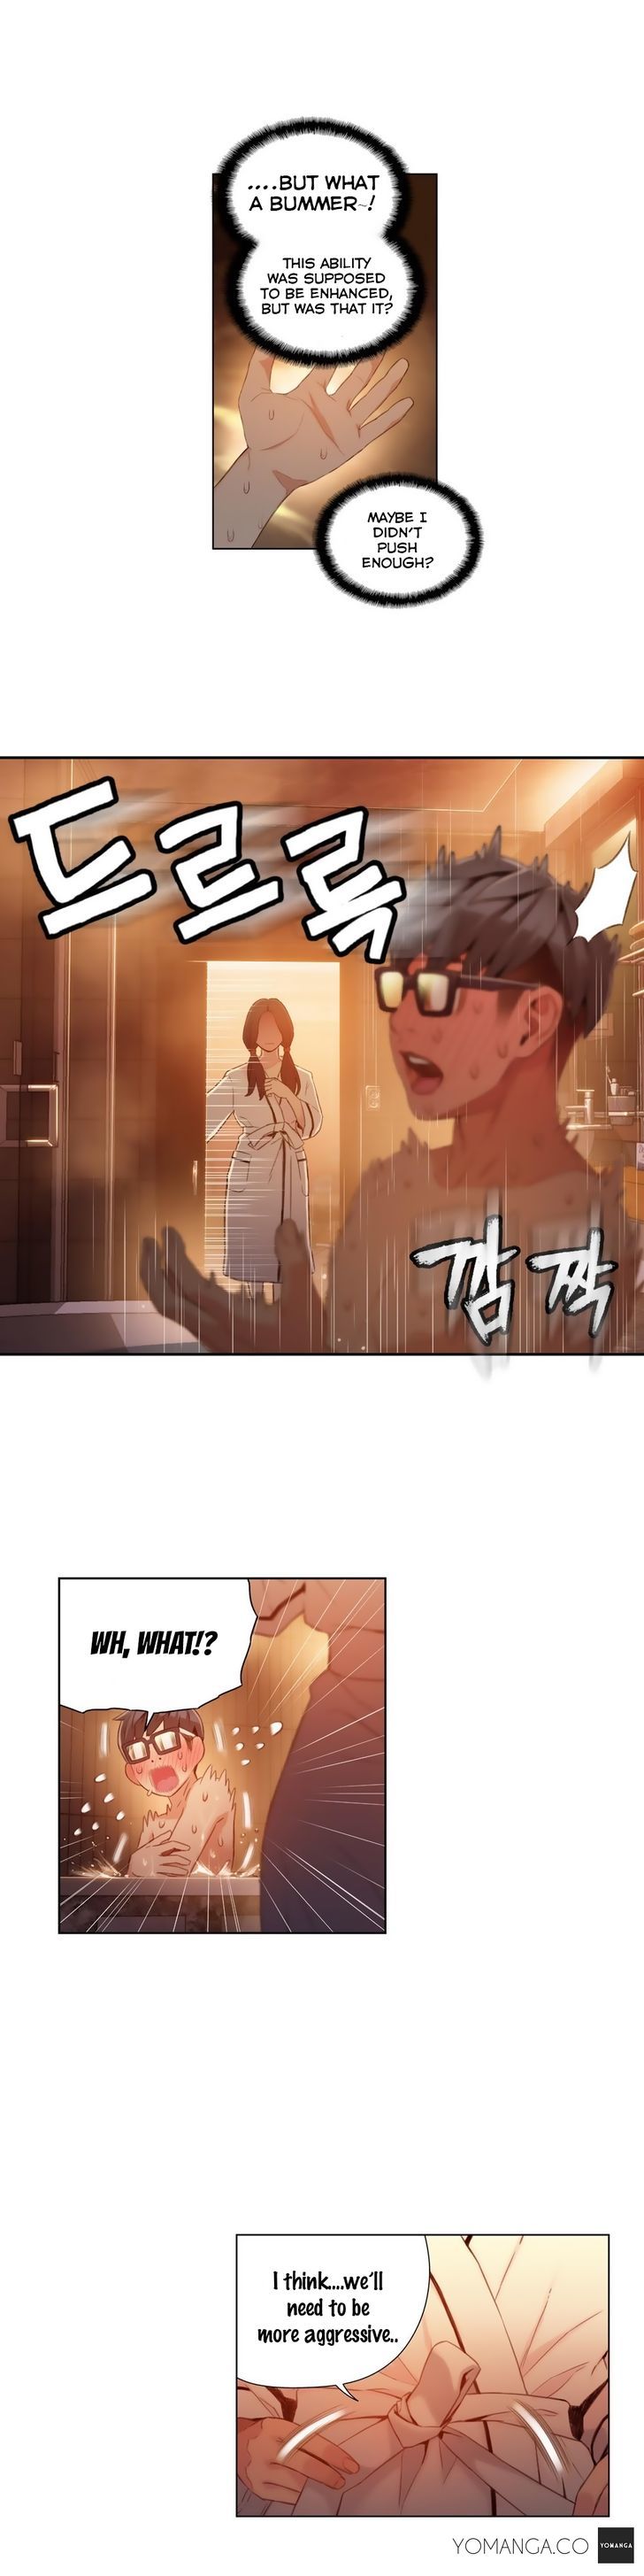 ....BUT WHAT
A BUMMER~!
THIS ABILITY
WAS SUPPOSED
TO BE ENHANCED,
BUT WAS THAT IT?
MAYBE I
DIDN'T
PUSH
ENOUGH?
드르륵
깜짝
WH, WHAT!?
I think....we'll
need to be
more aggressive..
YOMANGA.CO
YOMANGA